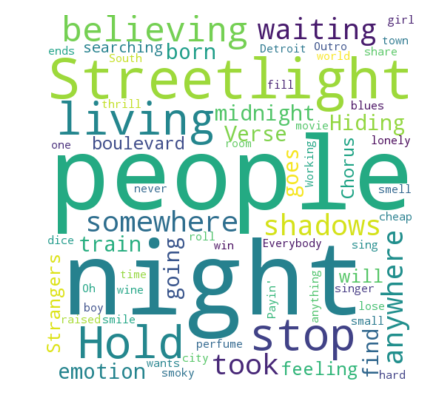 believing waiting girl
ends searching born Detroit Outro town
South Streetlight world share
thrill fill
living midnight blues
Verse movie Hiding
one boulevard room goes Working Chorus lonely
people
never smell
somewhere shadows cheap
dice train roll win Everybody sing anywhere
Strangers going night will
Oh time wine Payin' anything singer
boy lose
raised smile Hold stop find small
perfume
emotion wants city took feeling
smoky hard